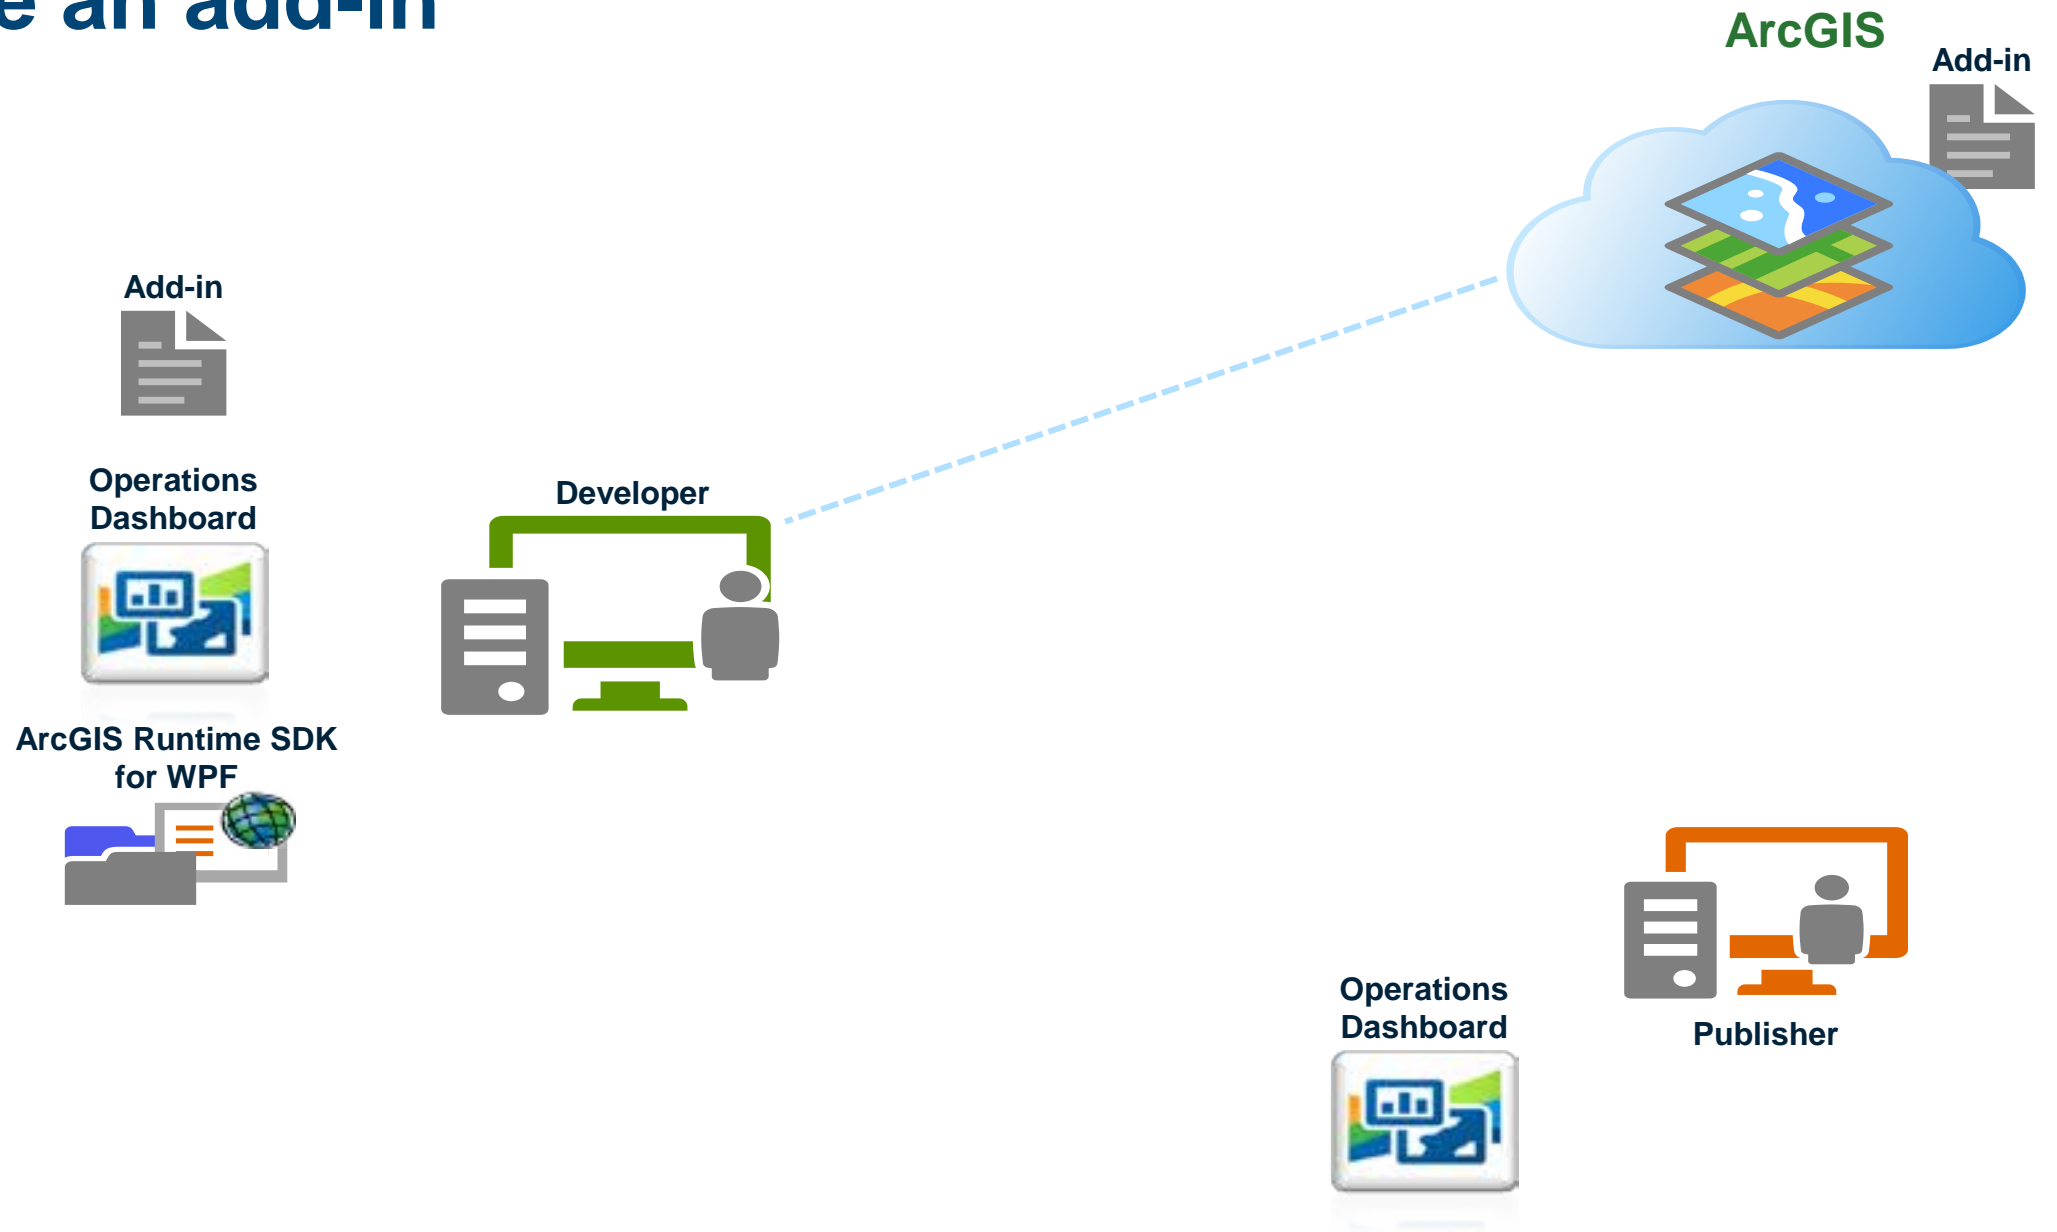 e an add-in
ArcGIS
Add-in
Add-in
Operations
Dashboard
Developer
ArcGIS Runtime SDK
for WPF
Operations
Dashboard
Publisher